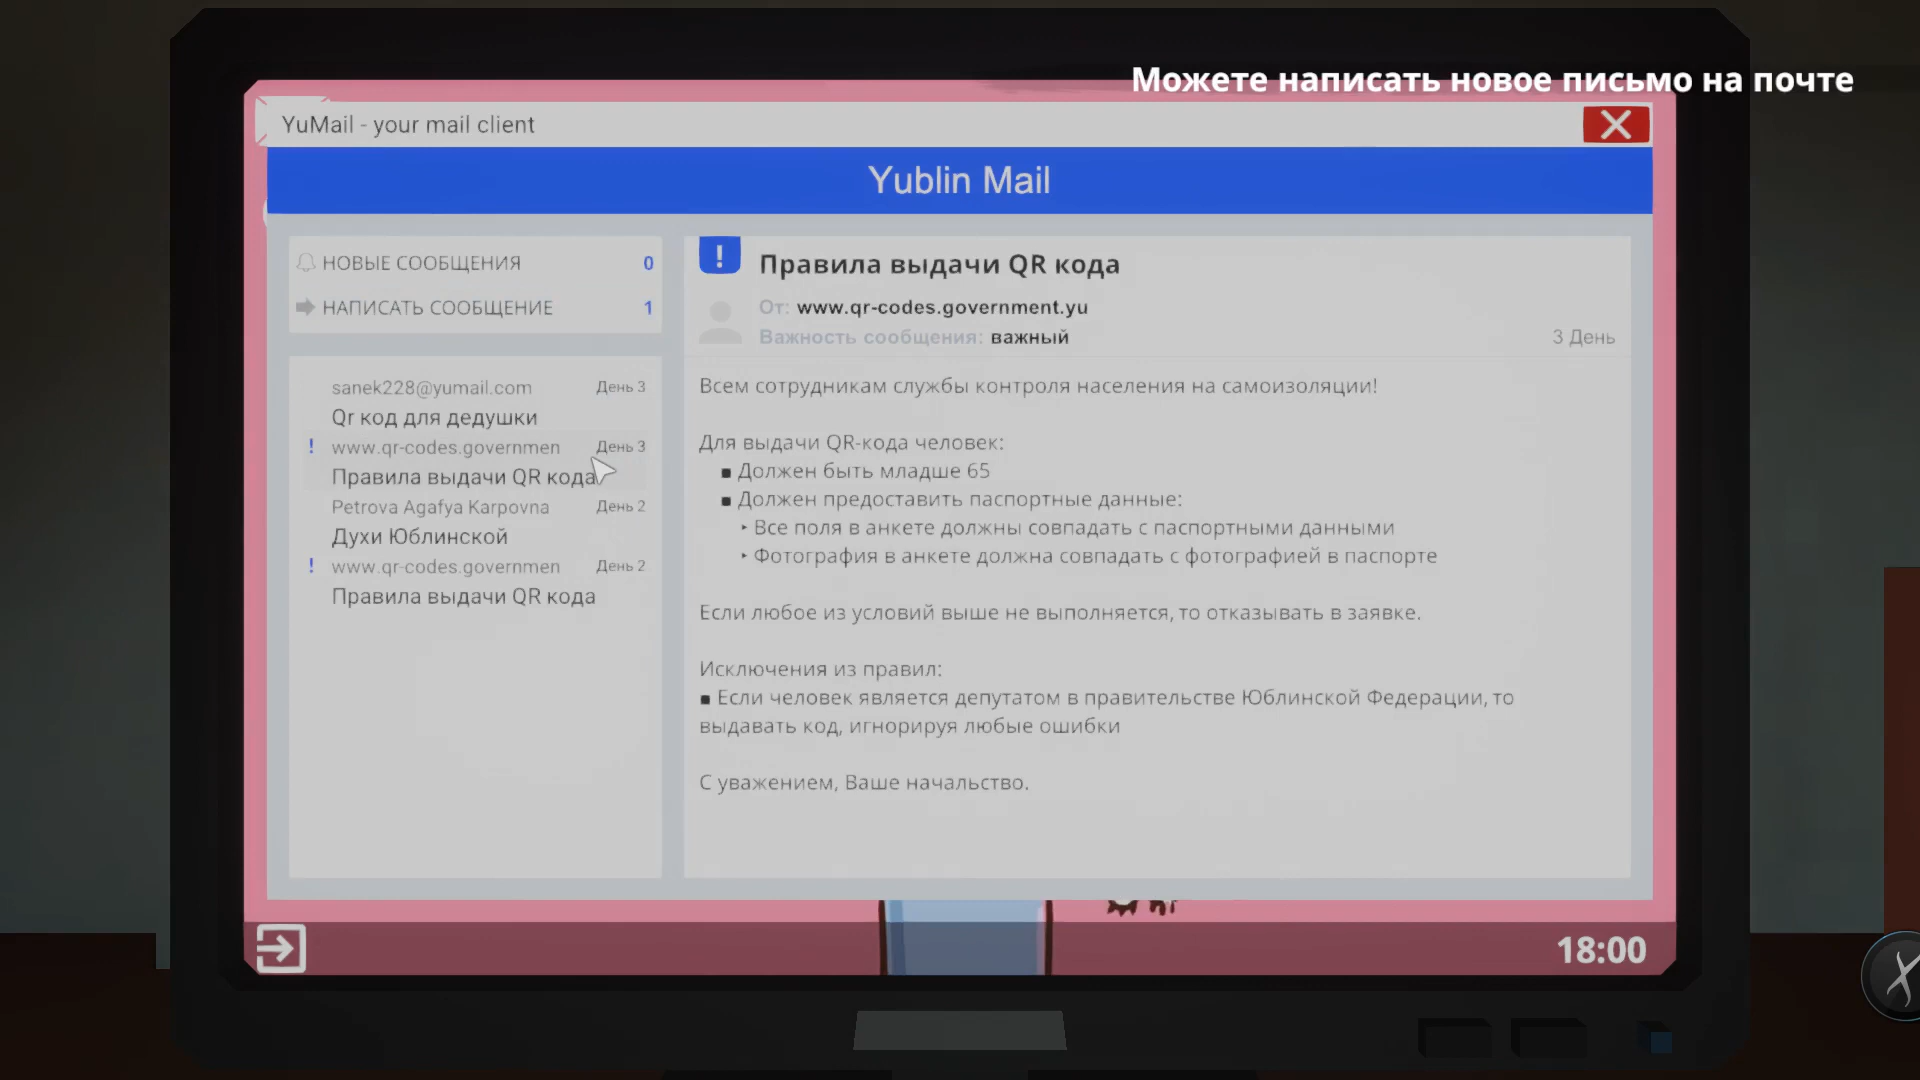 Можете написать новое письмо на почте
YuMail - your mail client
Yublin Mail
НОВЫЕ СООБЩЕНИЯ 0
НАПИСАТЬ СООБЩЕНИЕ 1
sanek228@yumail.com День 3
Qr код для дедушки
! www.qr-codes.governmen День 3
Правила выдачи QR кода
Petrova Agafya Karpovna День 2
Духи Юблинской
! www.qr-codes.governmen День 2
Правила выдачи QR кода
! Правила выдачи QR кода
От: www.qr-codes.government.yu
Важность сообщения: важный 3 День
Всем сотрудникам службы контроля населения на самоизоляции!
Для выдачи QR-кода человек:
▪ Должен быть младше 65
▪ Должен предоставить паспортные данные:
‣ Все поля в анкете должны совпадать с паспортными данными
‣ Фотография в анкете должна совпадать с фотографией в паспорте
Если любое из условий выше не выполняется, то отказывать в заявке.
Исключения из правил:
▪ Если человек является депутатом в правительстве Юблинской Федерации, то
выдавать код, игнорируя любые ошибки
С уважением, Ваше начальство.
18:00